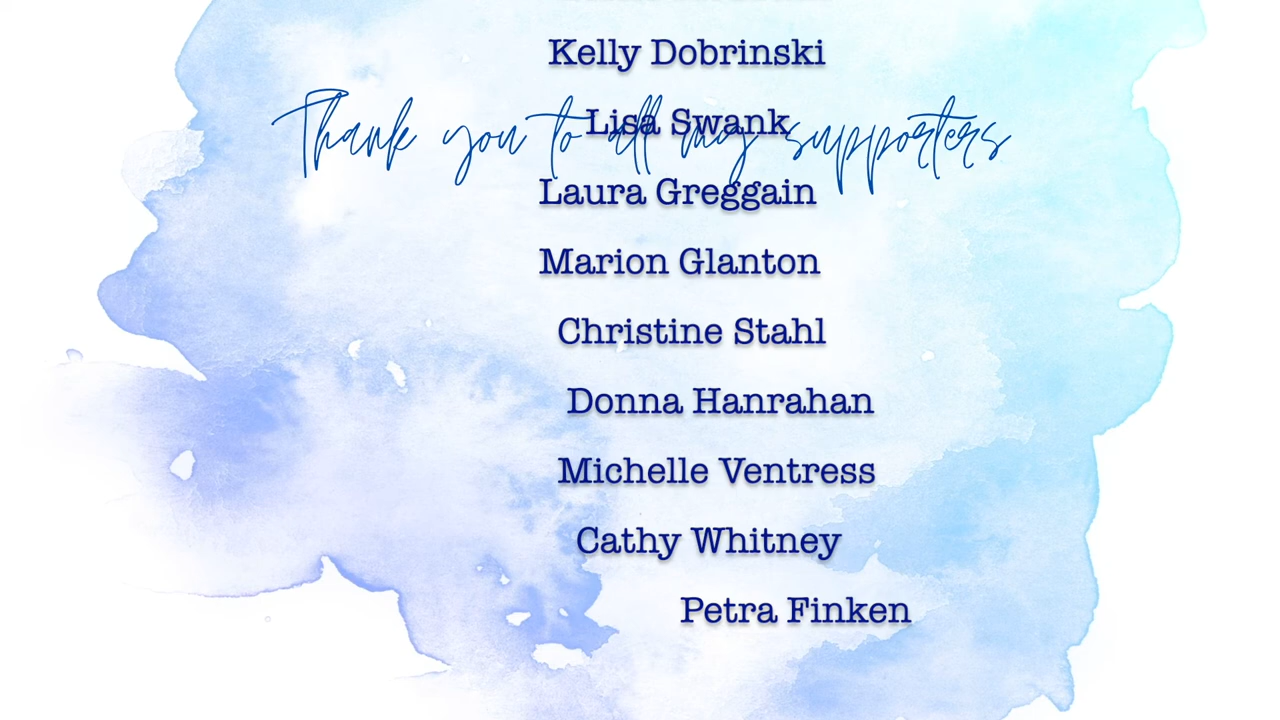 Kelly Dobrinski
Thank you to all my supporters
Lisa Swank
Laura Greggain
Marion Glanton
Christine Stahl
Donna Hanrahan
Michelle Ventress
Cathy Whitney
Petra Finken